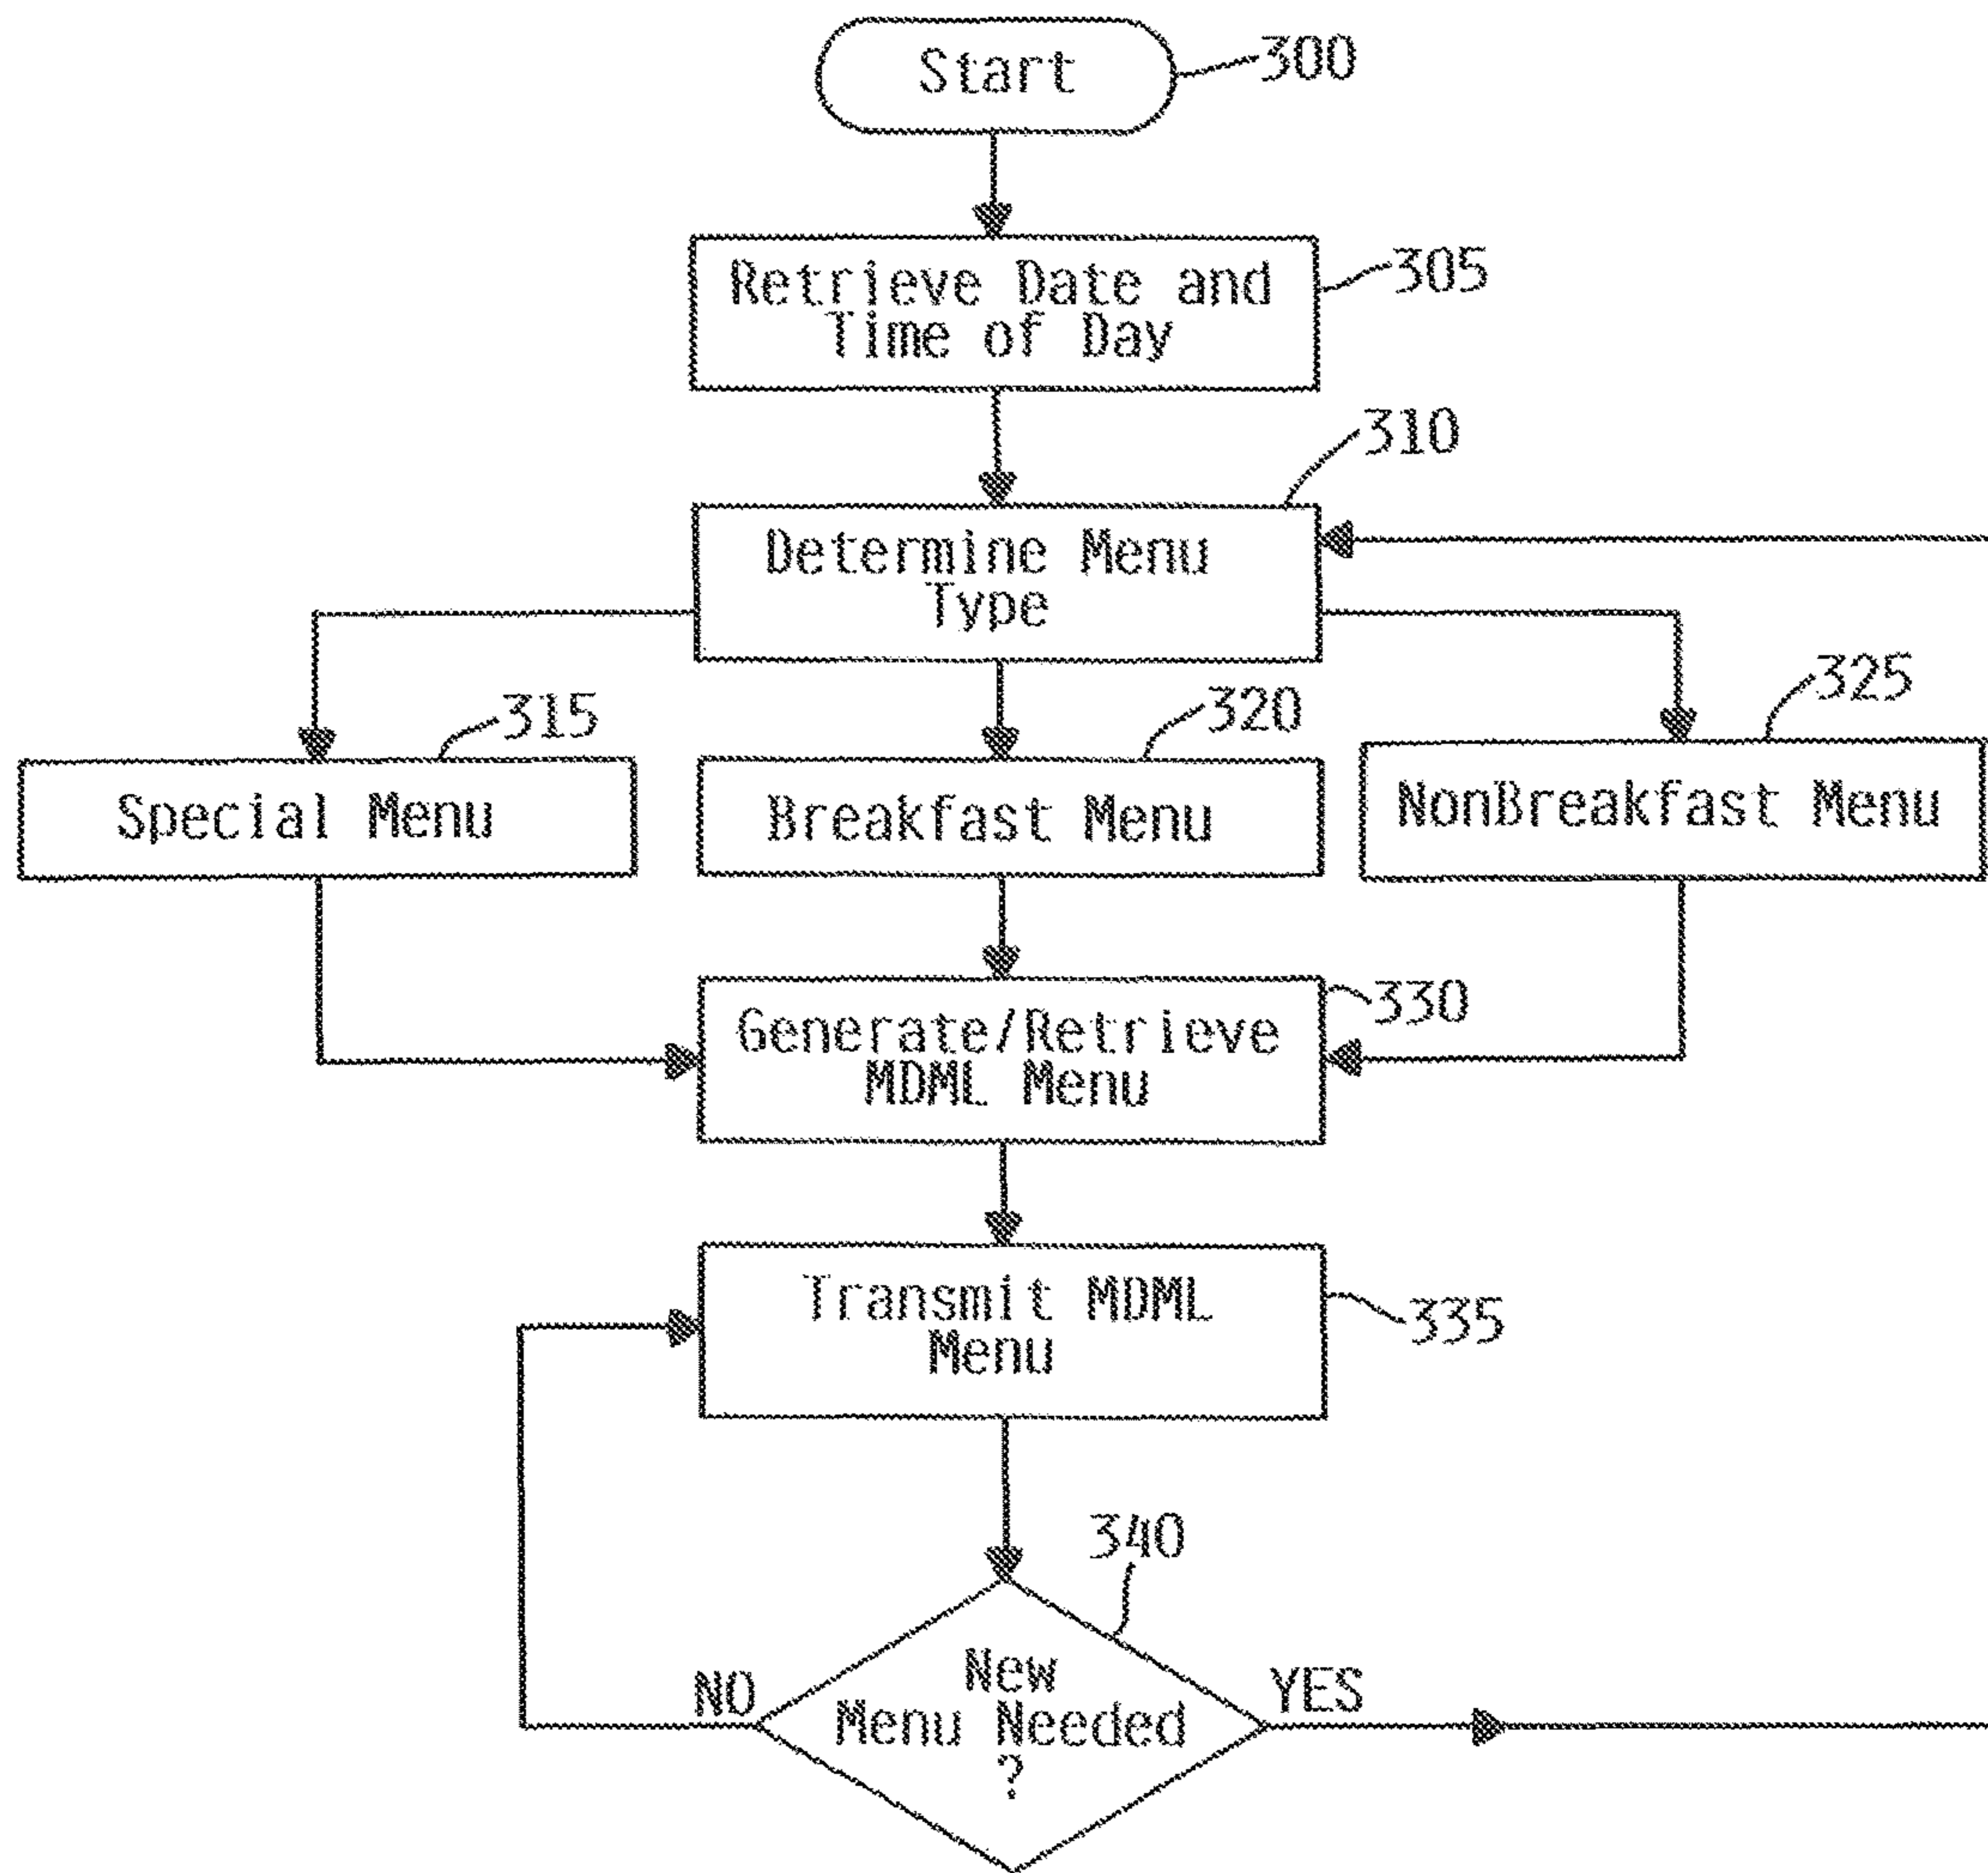 Start
300
Retrieve Date and
Time of Day
305
310
Determine Menu
Type
315
320
325
Special Menu
Breakfast Menu
NonBreakfast Menu
330
Generate/Retrieve
MDML Menu
Transmit MDML
Menu
335
340
NO
New
Menu Needed
?
YES